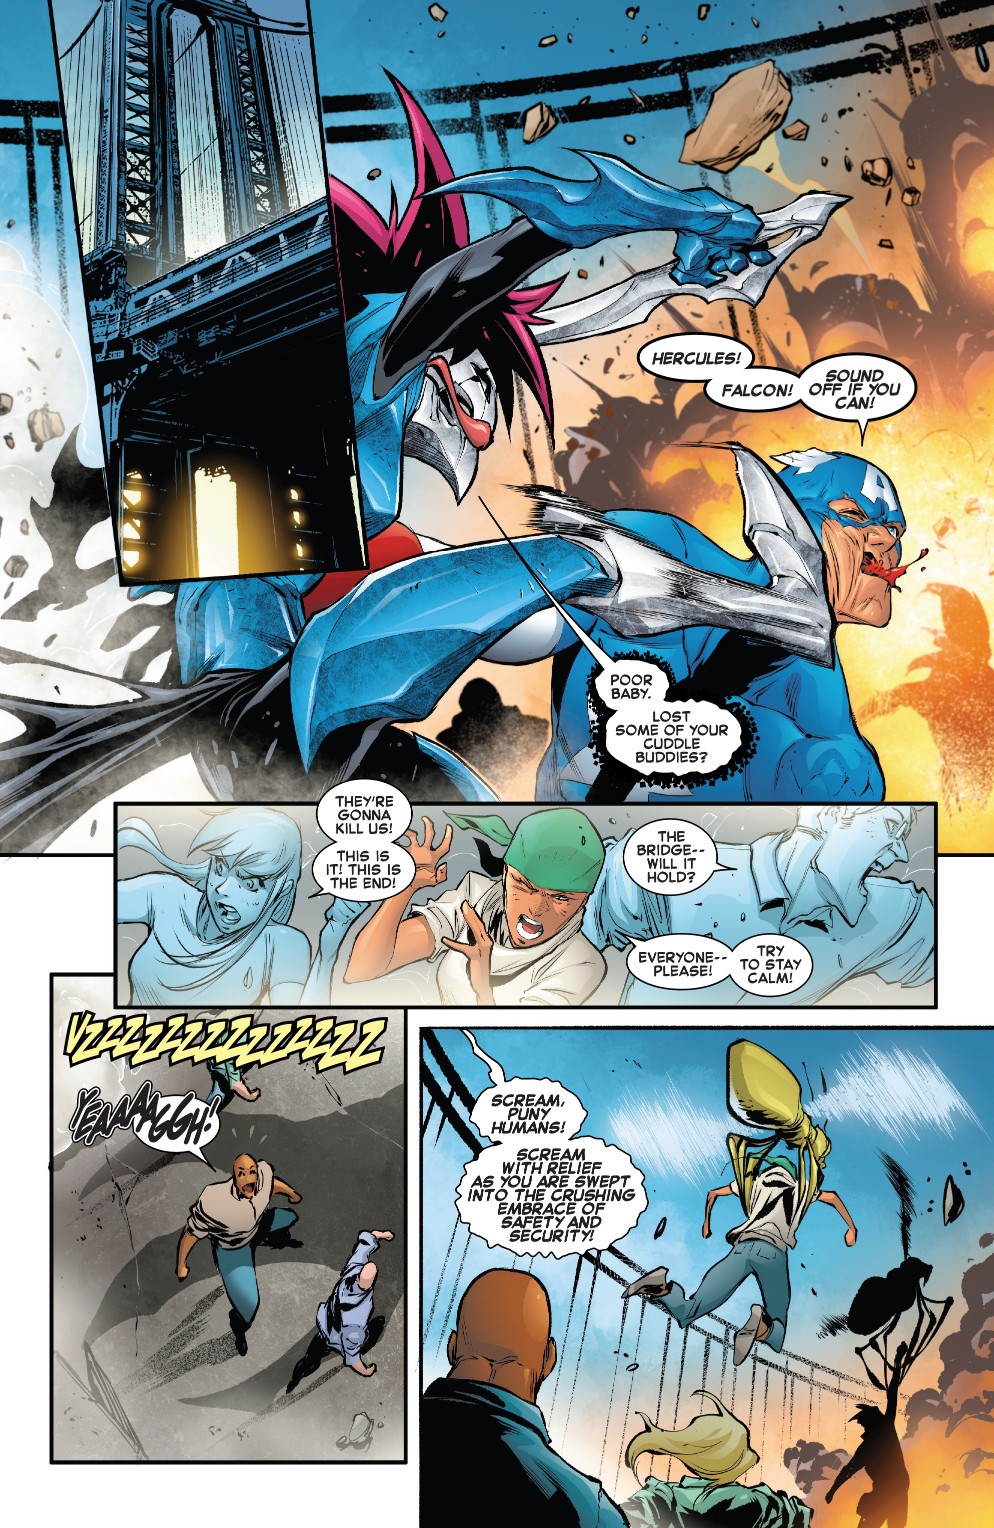 HERCULES!
FALCON!
SOUND
OFF IF YOU
CAN!
A
POOR
BABY.
LOST
SOME OF YOUR
CUDDLE
BUDDIES?
THEY'RE
GONNA
KILL US!
THIS IS
IT! THIS IS
THE END!
THE
BRIDGE--
WILL IT
HOLD?
EVERYONE--
PLEASE!
TRY
TO STAY
CALM!
VZZZZZZZZZZZZZZ
YEAAAAGGH!
SCREAM,
PUNY
HUMANS!
SCREAM
WITH RELIEF
AS YOU ARE SWEPT
INTO THE CRUSHING
EMBRACE OF
SAFETY AND
SECURITY!